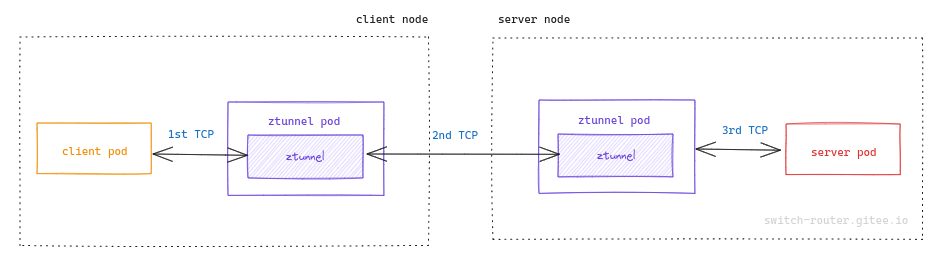 client node
server node
ztunnel pod
ztunnel pod
1st TCP
2nd TCP
3rd TCP
client pod
ztunnel
ztunnel
server pod
switch-router.gitee.io